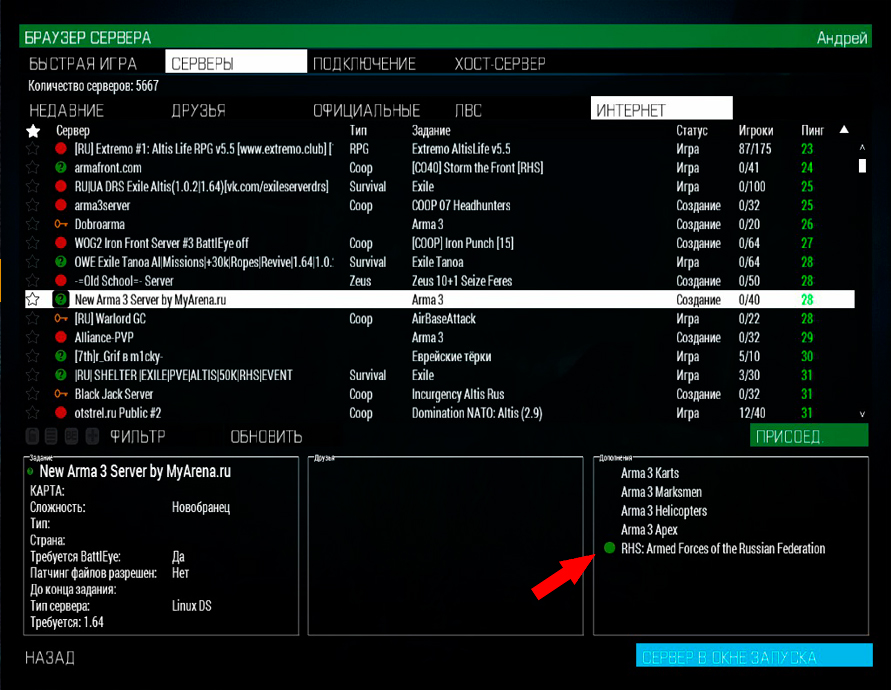 БРАУЗЕР СЕРВЕРА Андрей
БЫСТРАЯ ИГРА СЕРВЕРЫ ПОДКЛЮЧЕНИЕ ХОСТ-СЕРВЕР
Количество серверов: 5667
НЕДАВНИЕ ДРУЗЬЯ ОФИЦИАЛЬНЫЕ ЛВС ИНТЕРНЕТ
Сервер Тип Задание Статус Игроки Пинг
[RU] Extremo #1: Altis Life RPG v5.5 [www.extremo.club] [ RPG Extremo AltisLife v5.5 Игра 87/175 23
armafront.com Coop [CO40] Storm the Front [RHS] Игра 0/41 24
RU|UA DRS Exile Altis(1.0.2|1.64)[vk.com/exileserverdrs] Survival Exile Игра 0/100 25
arma3server Coop COOP 07 Headhunters Создание 0/32 25
Dobroarma Arma 3 Создание 0/20 26
WOG2 Iron Front Server #3 BattlEye off Coop [COOP] Iron Punch [15] Создание 0/64 27
OWE Exile Tanoa AI|Missions|+30k|Ropes|Revive|1.64|1.0. Survival Exile Tanoa Игра 0/64 28
-=Old School=- Server Zeus Zeus 10+1 Seize Feres Создание 0/50 28
New Arma 3 Server by MyArena.ru Arma 3 Создание 0/40 28
[RU] Warlord GC Coop AirBaseAttack Игра 0/22 28
Alliance-PVP Arma 3 Создание 0/32 29
[7th]r_Grif в m1cky- Еврейские тёрки Игра 5/10 30
|RU| SHELTER |EXILE|PVE|ALTIS|50K|RHS|EVENT Survival Exile Игра 3/30 31
Black Jack Server Coop Incurgency Altis Rus Создание 0/32 31
otstrel.ru Public #2 Coop Domination NATO: Altis (2.9) Игра 12/40 31
ФИЛЬТР ОБНОВИТЬ ПРИСОЕД.
Задание Друзья Дополнения
New Arma 3 Server by MyArena.ru
КАРТА:
Сложность: Новобранец
Тип:
Страна:
Требуется BattlEye: Да
Патчинг файлов разрешен: Нет
До конца задания:
Тип сервера: Linux DS
Требуется: 1.64
Arma 3 Karts
Arma 3 Marksmen
Arma 3 Helicopters
Arma 3 Apex
RHS: Armed Forces of the Russian Federation
НАЗАД СЕРВЕР В ОКНЕ ЗАПУСКА